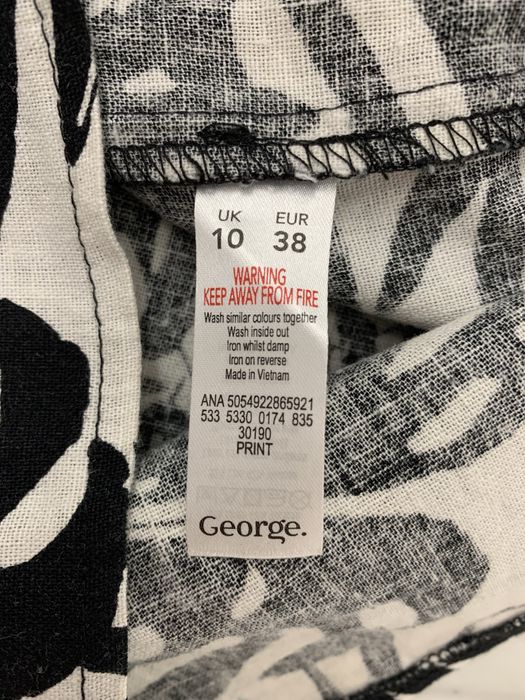 UK EUR
10 38
WARNING
KEEP AWAY FROM FIRE
Wash similar colours together
Wash inside out
Iron whilst damp
Iron on reverse
Made in Vietnam
ANA 5054922865921
533 5330 0174 835
30190
PRINT
George.